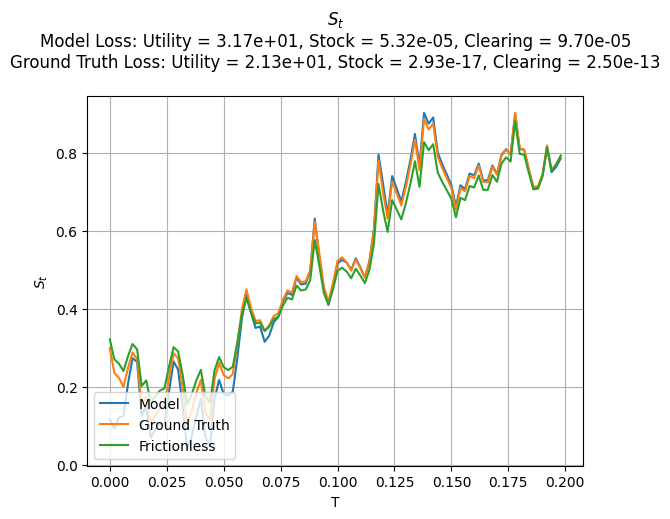 S_t
Model Loss: Utility = 3.17e+01, Stock = 5.32e-05, Clearing = 9.70e-05
Ground Truth Loss: Utility = 2.13e+01, Stock = 2.93e-17, Clearing = 2.50e-13
0.8
0.6
S_t
0.4
0.2
0.0
Model
Ground Truth
Frictionless
0.000
0.025
0.050
0.075
0.100
0.125
0.150
0.175
0.200
T